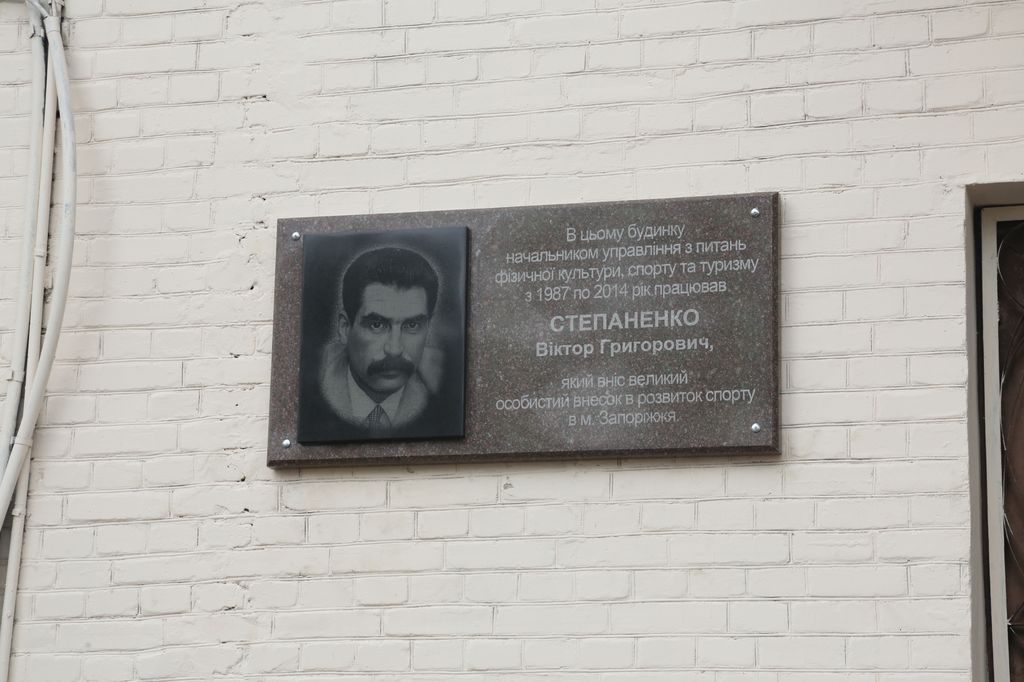 В цьому будинку
начальником управління з питань
фізичної культури, спорту та туризму
з 1987 по 2014 рік працював
СТЕПАНЕНКО
Віктор Григорович,
який вніс великий
особистий внесок в розвиток спорту
в м. Запоріжжя.